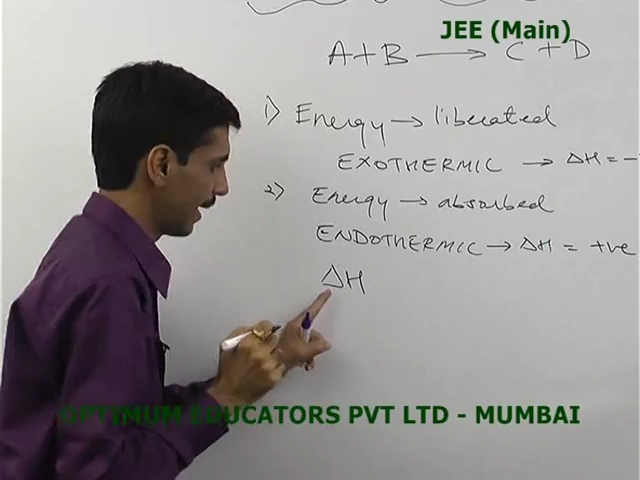 JEE (Main)
A+B → C + D
1) Energy → liberated
EXOTHERMIC → ΔH = -
2) Energy → absorbed
ENDOTHERMIC → ΔH = +ve
ΔH
OPTIMUM EDUCATORS PVT LTD - MUMBAI